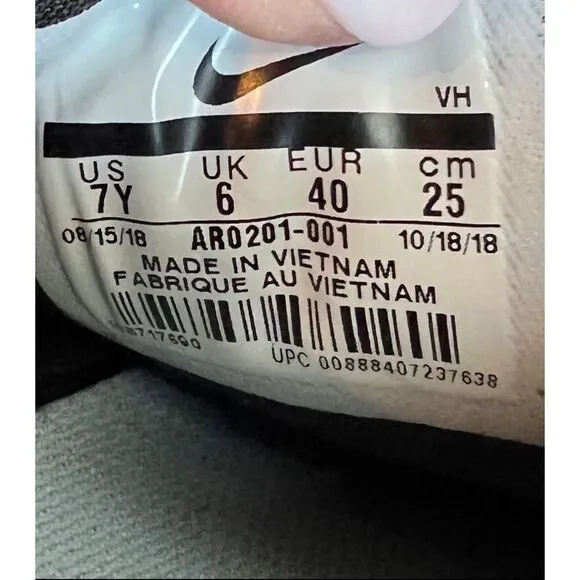 VH
US UK EUR cm
7Y 6 40 25
08/15/18 AR0201-001 10/18/18
MADE IN VIETNAM
FABRIQUE AU VIETNAM
UPC 00888407237638